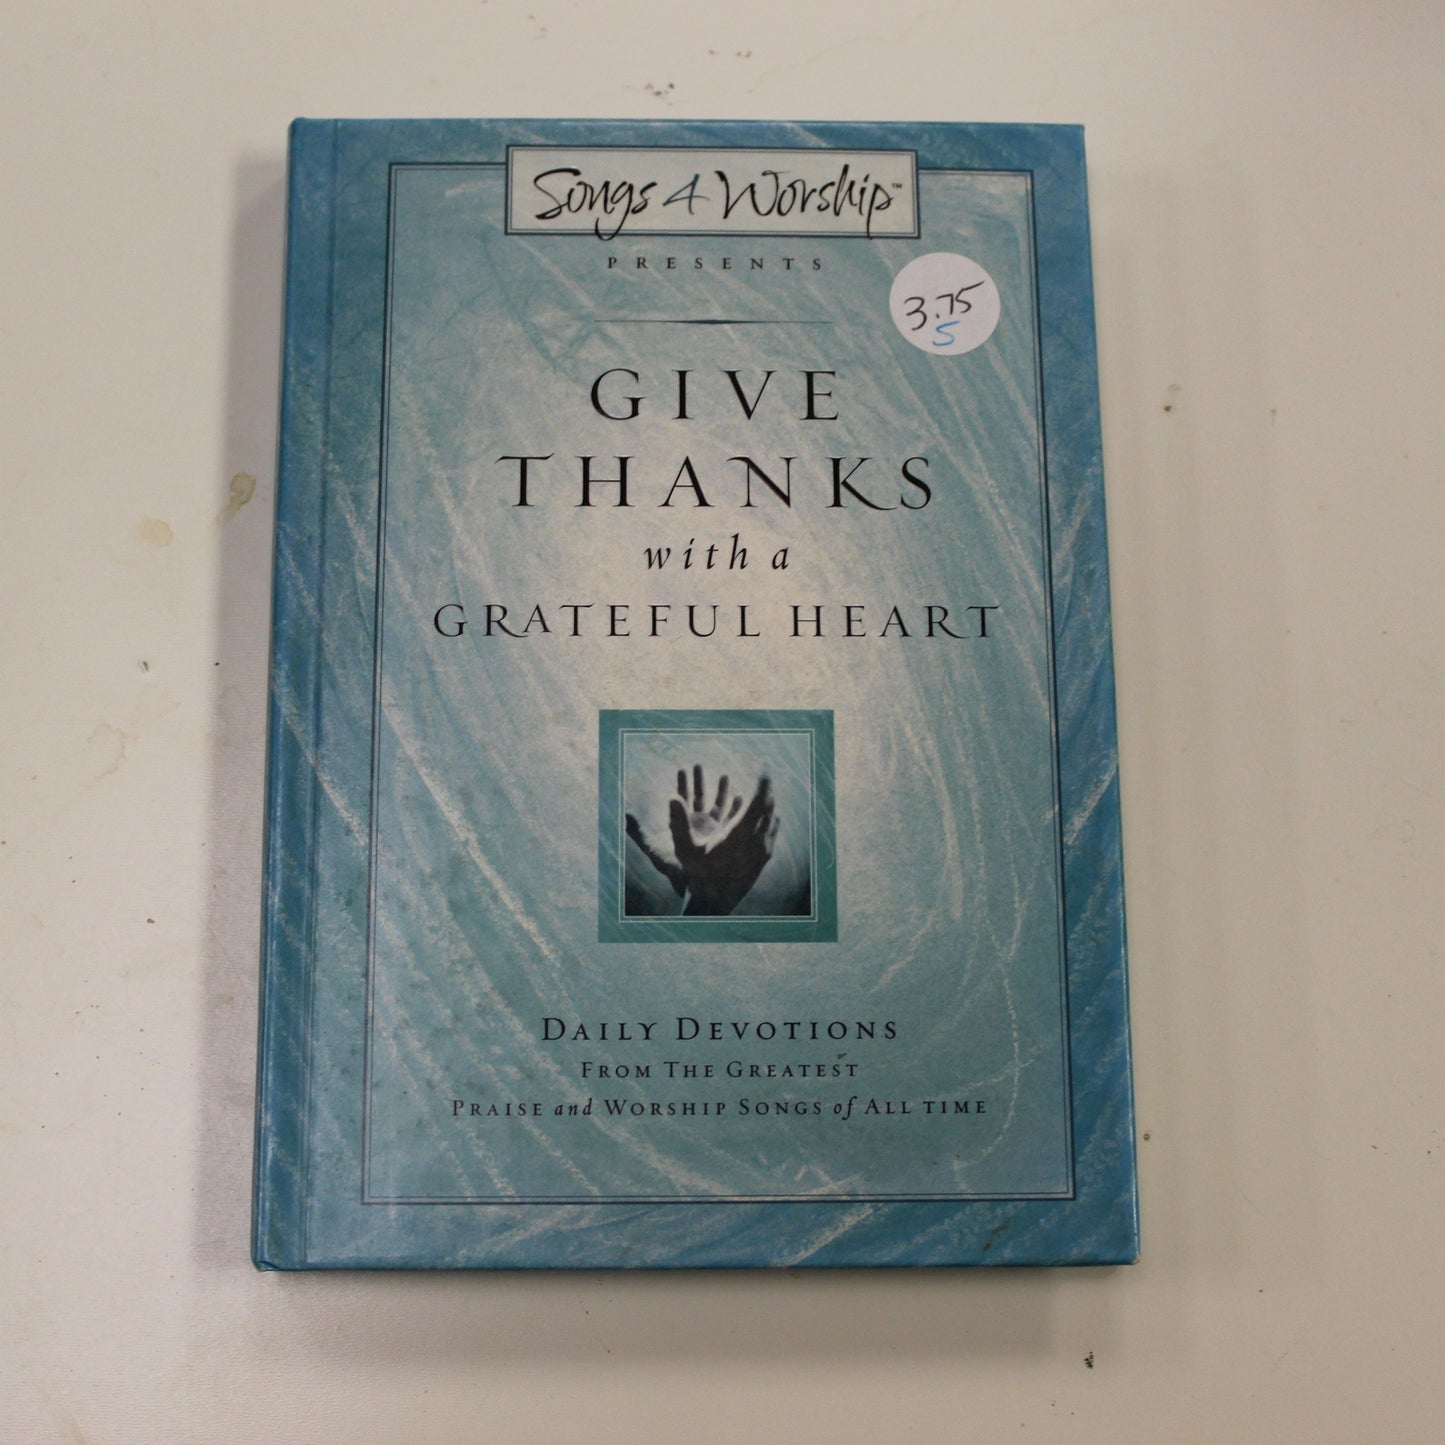 Songs 4 Worship™
PRESENTS
3.75
5
GIVE
THANKS
with a
GRATEFUL HEART
DAILY DEVOTIONS
FROM THE GREATEST
PRAISE and WORSHIP SONGS of ALL TIME